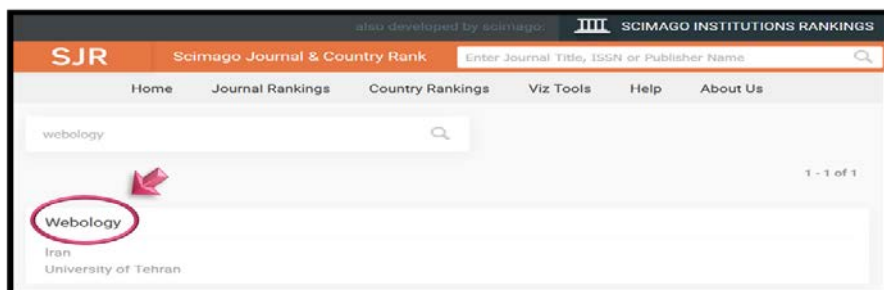 also developed by scimago: SCIMAGO INSTITUTIONS RANKINGS
SJR Scimago Journal & Country Rank Enter Journal Title, ISSN or Publisher Name
Home Journal Rankings Country Rankings Viz Tools Help About Us
webology
1 - 1 of 1
Webology
Iran
University of Tehran